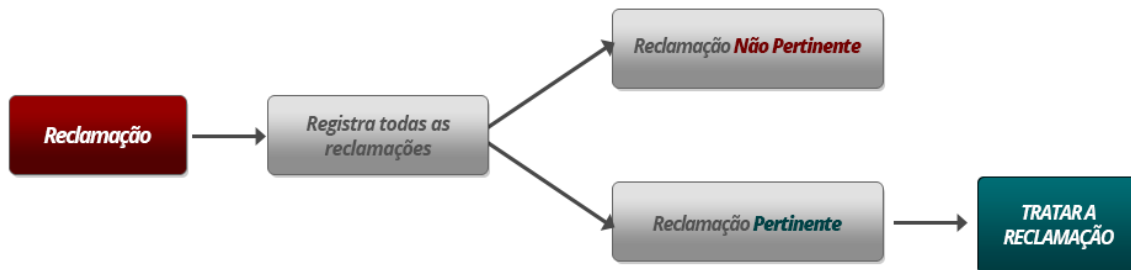 Reclamação
Registra todas as
reclamações
Reclamação Não Pertinente
Reclamação Pertinente
TRATAR A
RECLAMAÇÃO